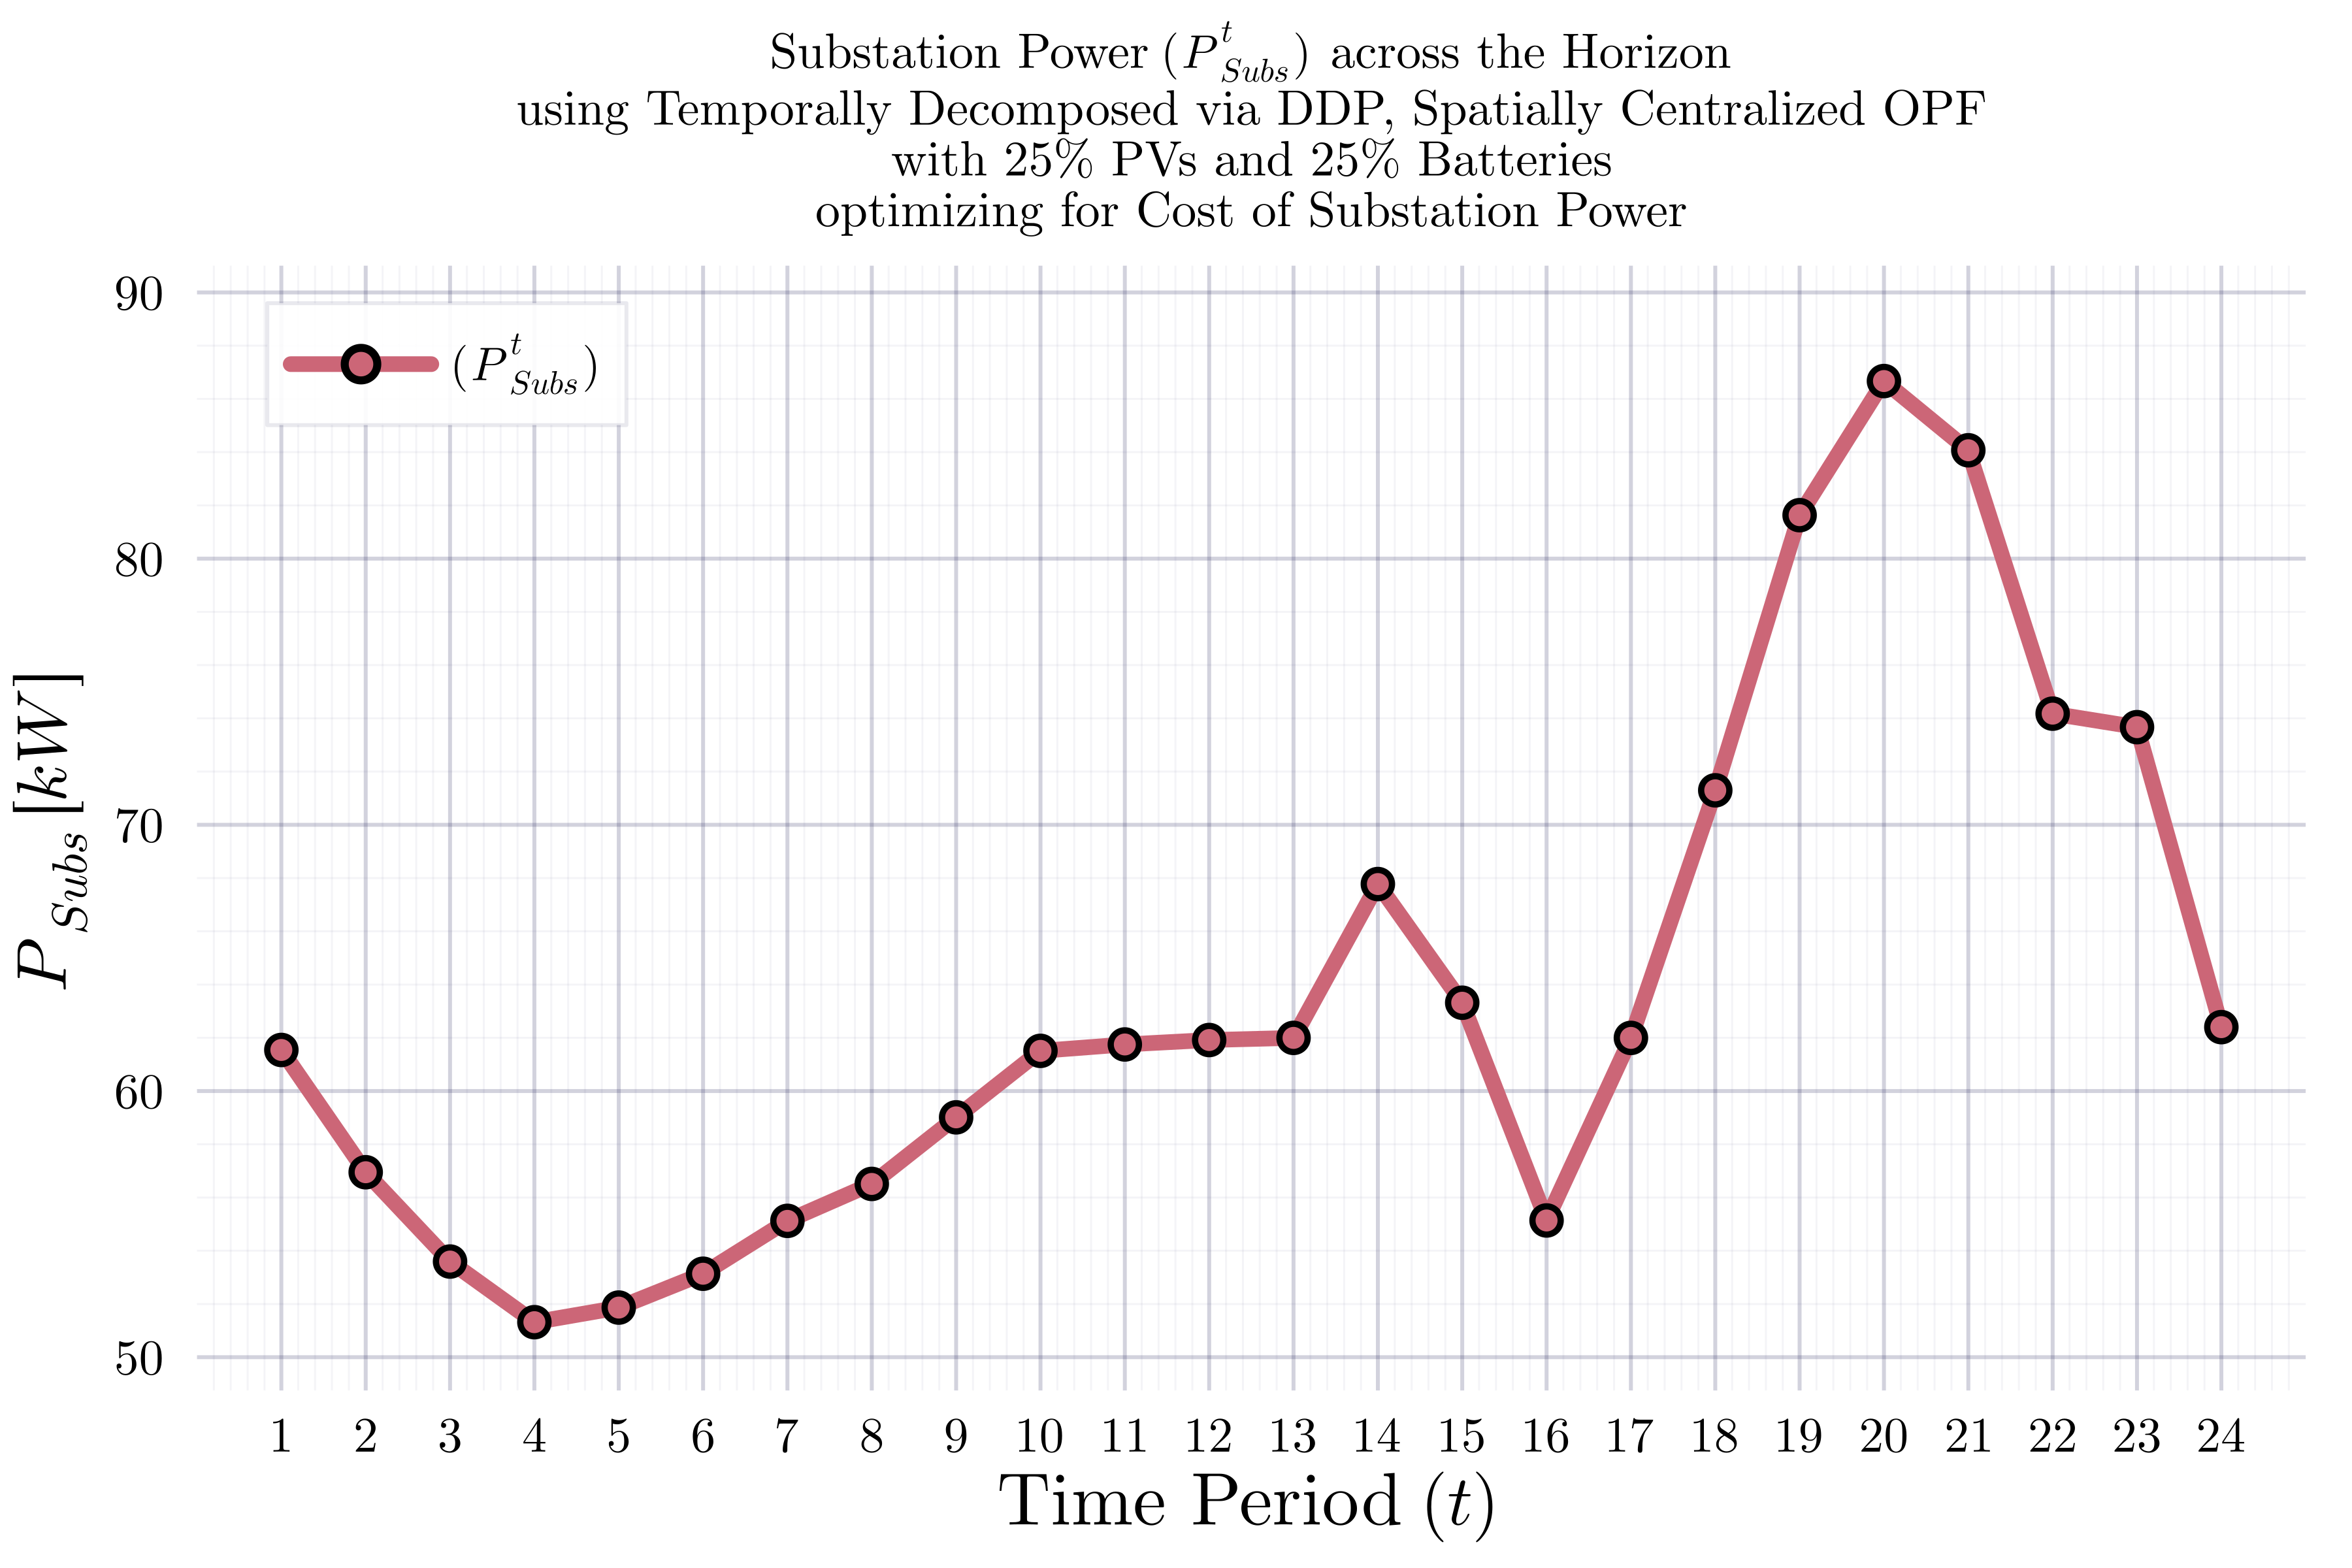 Substation Power (P^t_Subs) across the Horizon
using Temporally Decomposed via DDP, Spatially Centralized OPF
with 25% PVs and 25% Batteries
optimizing for Cost of Substation Power
(P^t_Subs)
P_Subs [kW]
90
80
70
60
50
1 2 3 4 5 6 7 8 9 10 11 12 13 14 15 16 17 18 19 20 21 22 23 24
Time Period (t)